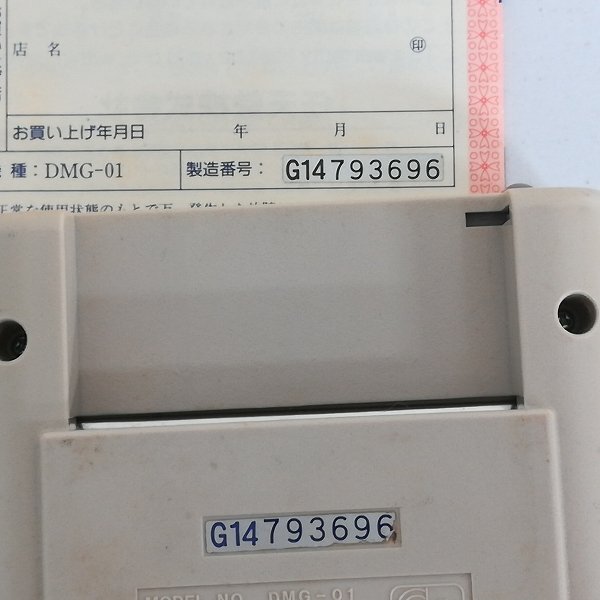 店 名 ㊞
お買い上げ年月日 年 月 日
種：DMG-01 製造番号： G14793696
G14793696
MODEL NO. DMG-01